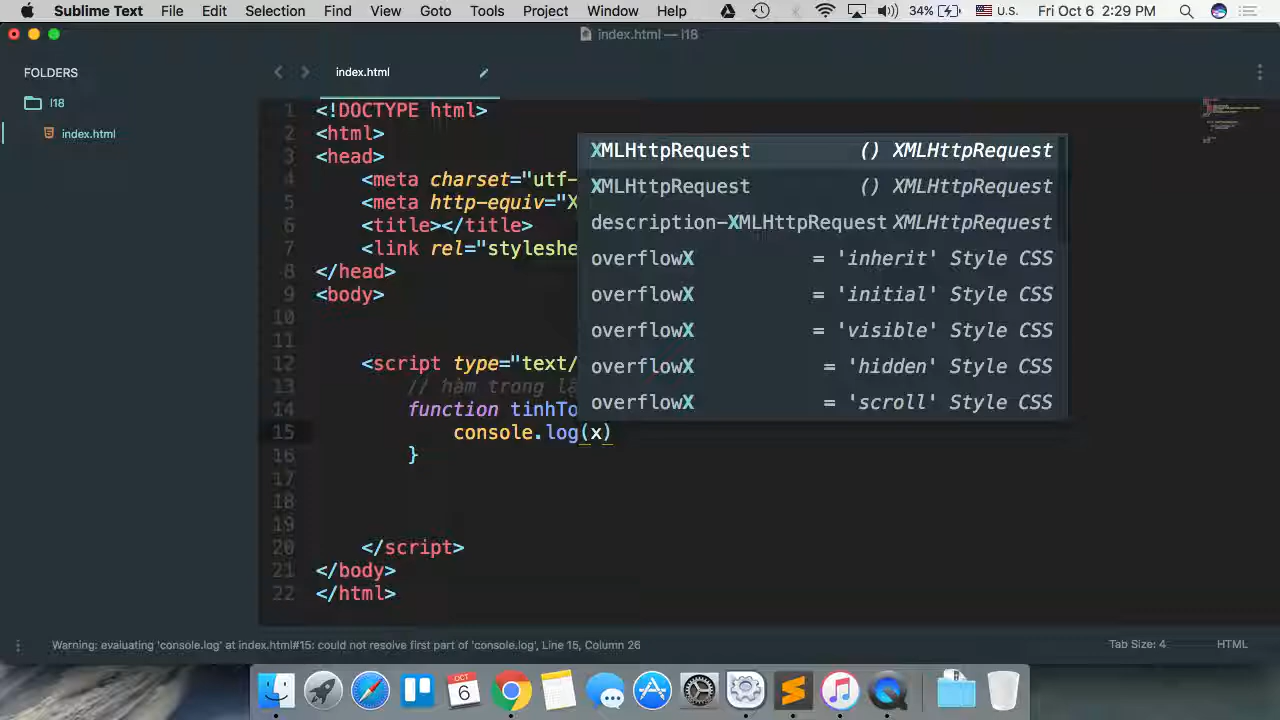 Sublime Text File Edit Selection Find View Goto Tools Project Window Help 34% U.S. Fri Oct 6 2:29 PM
index.html — l18
FOLDERS
index.html
l18
index.html
1 <!DOCTYPE html>
2 <html>
3 <head>
4 <meta charset="utf-
5 <meta http-equiv="X
6 <title></title>
7 <link rel="styleshe
8 </head>
9 <body>
10
11
12 <script type="text/
13 // hàm trong
14 function tinhTo
15 console.log(x)
16 }
17
18
19
20 </script>
21 </body>
22 </html>
XMLHttpRequest () XMLHttpRequest
XMLHttpRequest () XMLHttpRequest
description-XMLHttpRequest XMLHttpRequest
overflowX = 'inherit' Style CSS
overflowX = 'initial' Style CSS
overflowX = 'visible' Style CSS
overflowX = 'hidden' Style CSS
overflowX = 'scroll' Style CSS
Warning: evaluating 'console.log' at index.html#15: could not resolve first part of 'console.log', Line 15, Column 26
Tab Size: 4 HTML
OCT
6